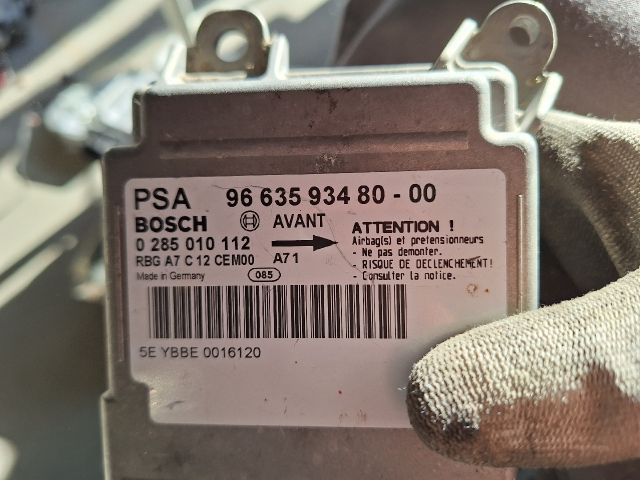 PSA 96 635 934 80 - 00
BOSCH AVANT
0 285 010 112
RBG A7 C 12 CEM00 A71
Made in Germany 085
ATTENTION !
Airbag(s) et pretensionneurs
- Ne pas demonter.
- RISQUE DE DECLENCHEMENT!
- Consulter la notice.
5E YBBE 0016120